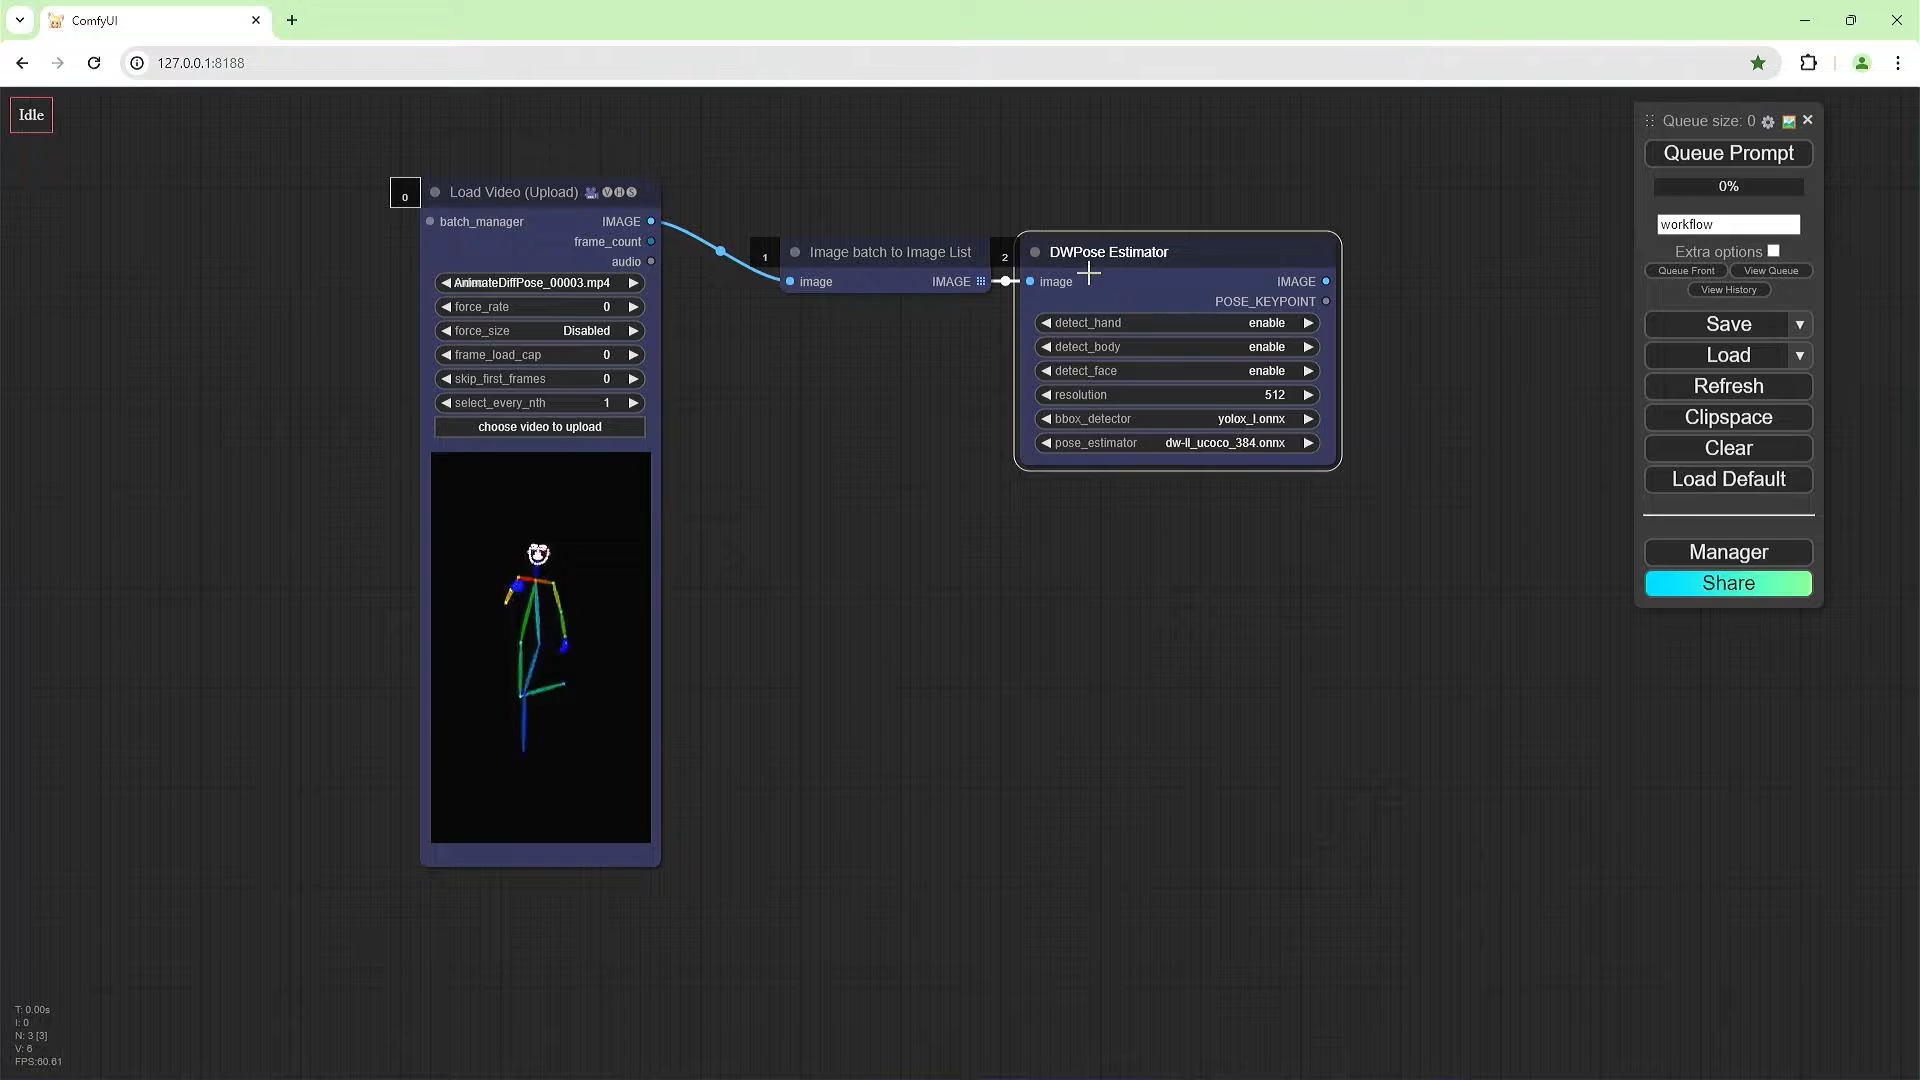 ComfyUI
127.0.0.1:8188
Idle
Queue size: 0
Queue Prompt
0%
workflow
Extra options
Queue Front View Queue
View History
Save
Load
Refresh
Clipspace
Clear
Load Default
Manager
Share
0 Load Video (Upload) VHS
batch_manager IMAGE
frame_count
audio
AnimateDiffPose_00003.mp4
force_rate 0
force_size Disabled
frame_load_cap 0
skip_first_frames 0
select_every_nth 1
choose video to upload
1 Image batch to Image List
image IMAGE
2 DWPose Estimator
image IMAGE
POSE_KEYPOINT
detect_hand enable
detect_body enable
detect_face enable
resolution 512
bbox_detector yolox_l.onnx
pose_estimator dw-ll_ucoco_384.onnx
T: 0.00s
I: 0
N: 3 [3]
V: 6
FPS:60.61